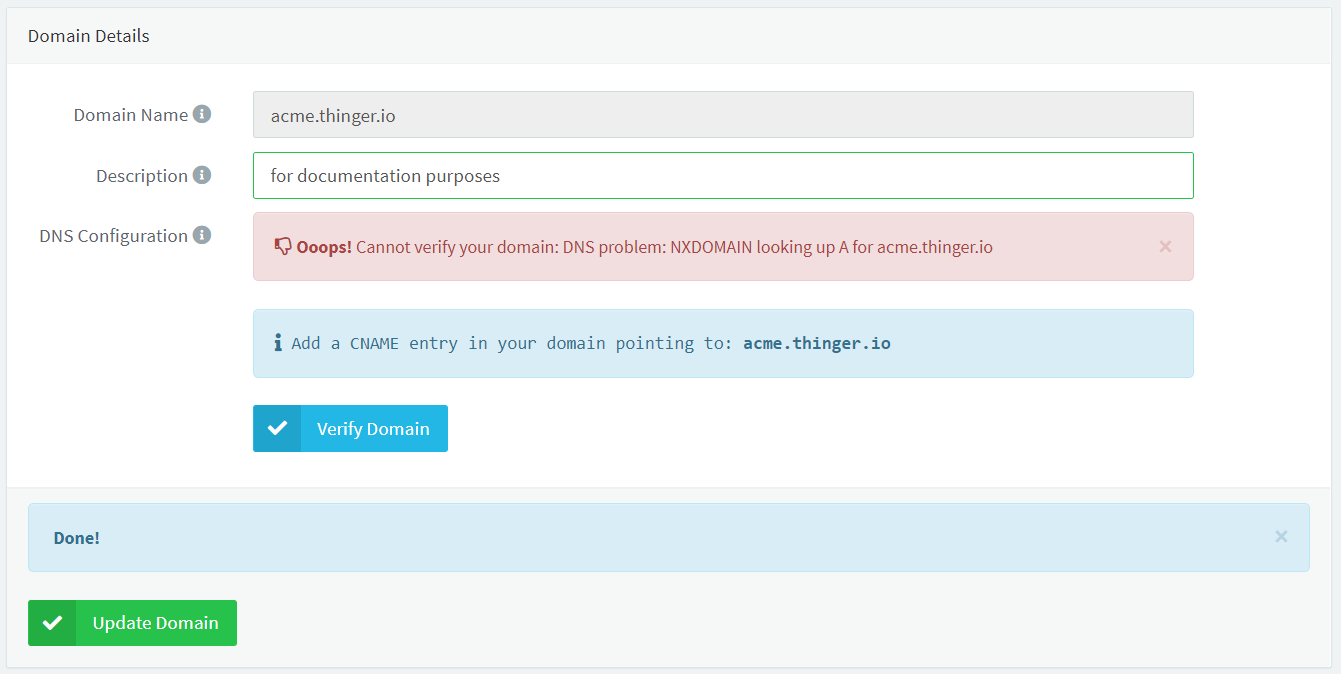 Domain Details
Domain Name
acme.thinger.io
Description
for documentation purposes
DNS Configuration
Ooops! Cannot verify your domain: DNS problem: NXDOMAIN looking up A for acme.thinger.io
Add a CNAME entry in your domain pointing to: acme.thinger.io
Verify Domain
Done!
Update Domain